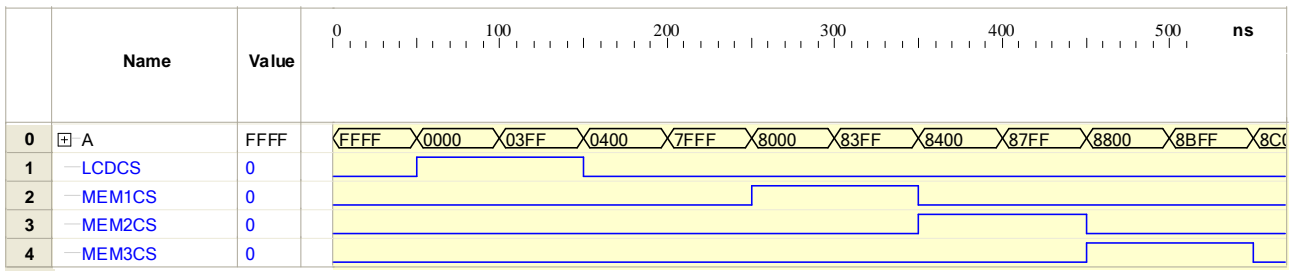 0 100 200 300 400 500 ns
Name Value
0 A FFFF FFFF 0000 03FF 0400 7FFF 8000 83FF 8400 87FF 8800 8BFF 8C0
1 LCDCS 0
2 MEM1CS 0
3 MEM2CS 0
4 MEM3CS 0